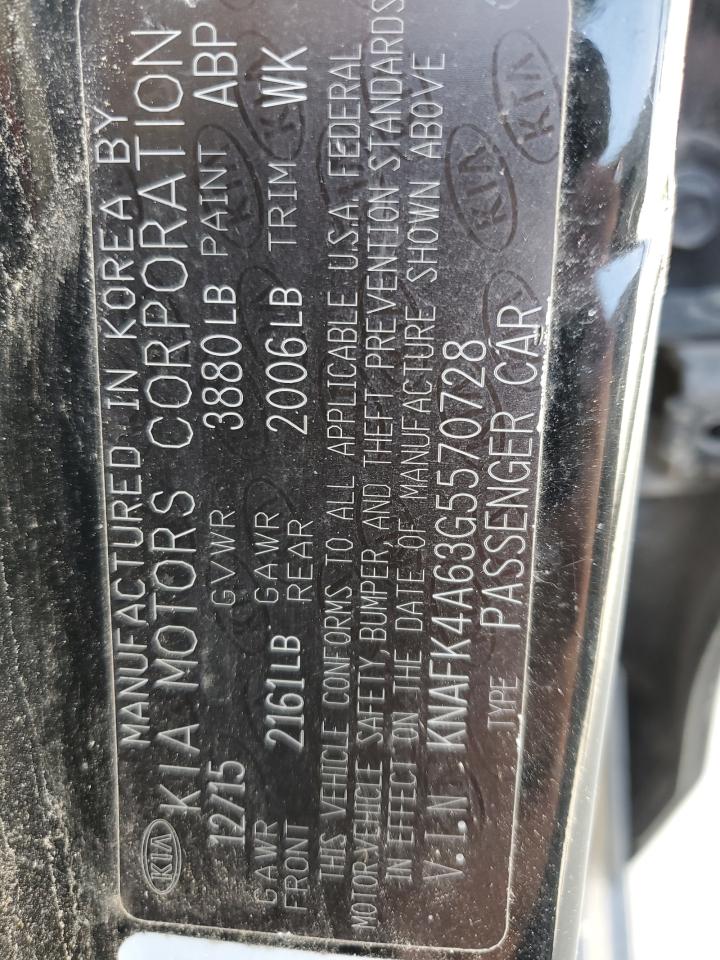 MANUFACTURED IN KOREA BY
KIA KIA MOTORS CORPORATION
12/15 GVWR 3880LB PAINT ABP
GAWR FRONT 2161LB GAWR REAR 2006LB TRIM WK
THIS VEHICLE CONFORMS TO ALL APPLICABLE U.S.A. FEDERAL
MOTOR-VEHICLE SAFETY, BUMPER, AND THEFT PREVENTION STANDARDS
IN EFFECT ON THE DATE OF MANUFACTURE SHOWN ABOVE
V.I.N KNAFK4A63G5570728
TYPE PASSENGER CAR